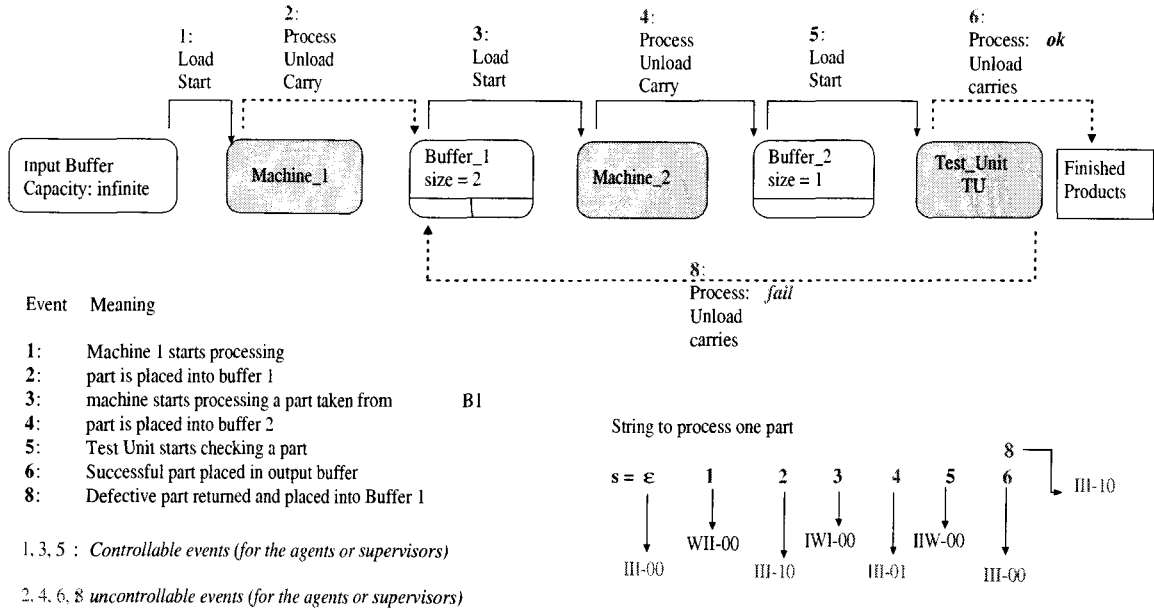 1:
Load
Start
2:
Process
Unload
Carry
3:
Load
Start
4:
Process
Unload
Carry
5:
Load
Start
6:
Process: ok
Unload
carries
Input Buffer
Capacity: infinite
Machine_1
Buffer_1
size = 2
Machine_2
Buffer_2
size = 1
Test_Unit
TU
Finished
Products
8:
Process: fail
Unload
carries
Event Meaning
1: Machine 1 starts processing
2: part is placed into buffer 1
3: machine starts processing a part taken from B1
4: part is placed into buffer 2
5: Test Unit starts checking a part
6: Successful part placed in output buffer
8: Defective part returned and placed into Buffer 1
1, 3, 5 : Controllable events (for the agents or supervisors)
2, 4, 6, 8 uncontrollable events (for the agents or supervisors)
String to process one part
8
s = ε 1 2 3 4 5 6
III-10
WII-00 IWI-00 IIW-00
III-00 III-10 III-01 III-00